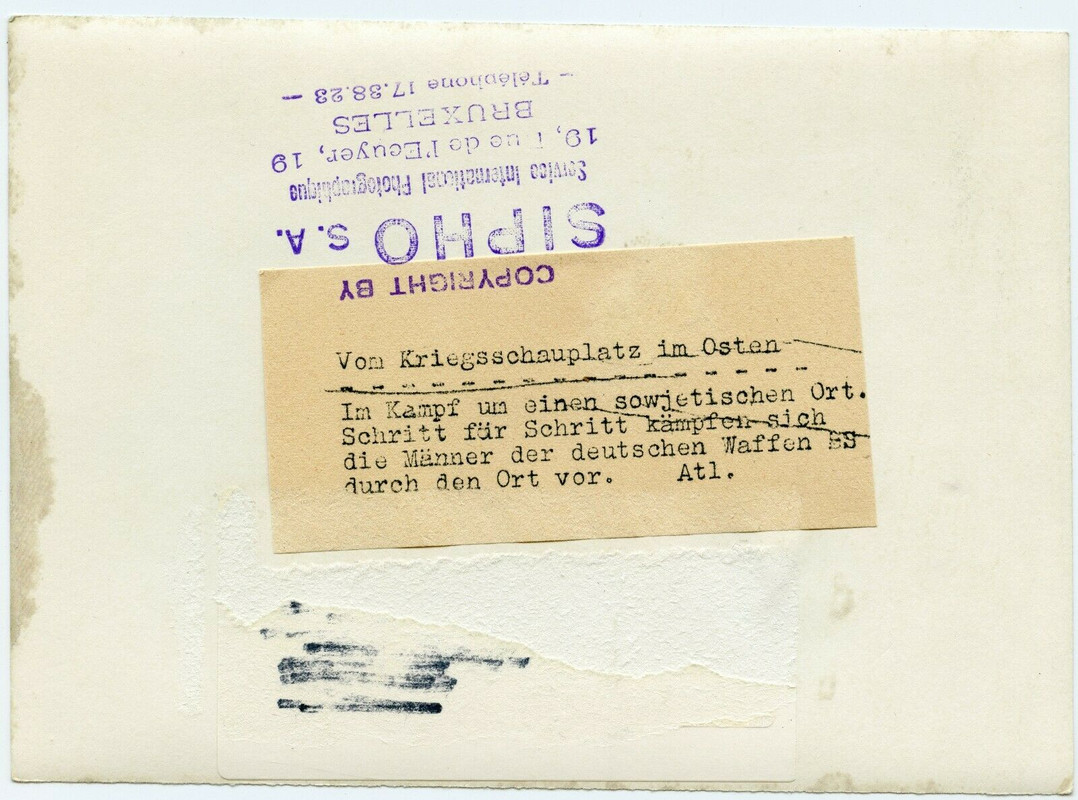 COPYRIGHT BY
SIPHO S.A.
Service International Photographique
19, Rue de l'Ecuyer, 19
BRUXELLES
— Téléphone 17.38.23 —
Vom Kriegsschauplatz im Osten
Im Kampf um einen sowjetischen Ort.
Schritt für Schritt kämpfen sich
die Männer der deutschen Waffen SS
durch den Ort vor. Atl.